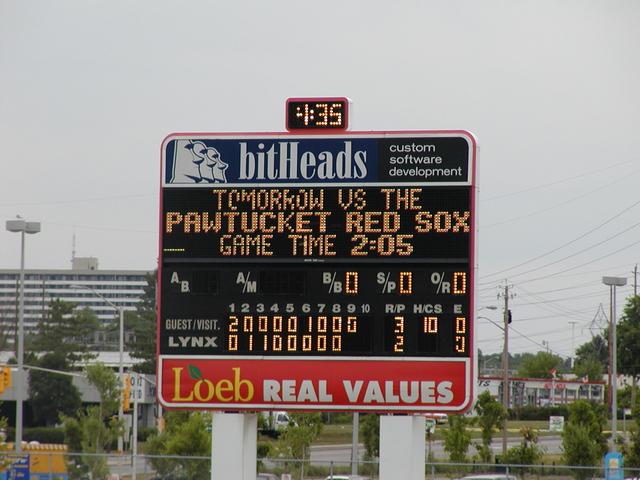 4:35
bitHeads custom
software
development
TOMORROW VS THE
PAWTUCKET RED SOX
GAME TIME 2:05
A/B A/M B/B 0 S/P 0 O/R 0
1 2 3 4 5 6 7 8 9 10 R/P H/CS E
GUEST/VISIT. 2 0 0 0 0 1 0 0 0 3 10 0
LYNX 0 1 1 0 0 0 0 0 2
Loeb REAL VALUES